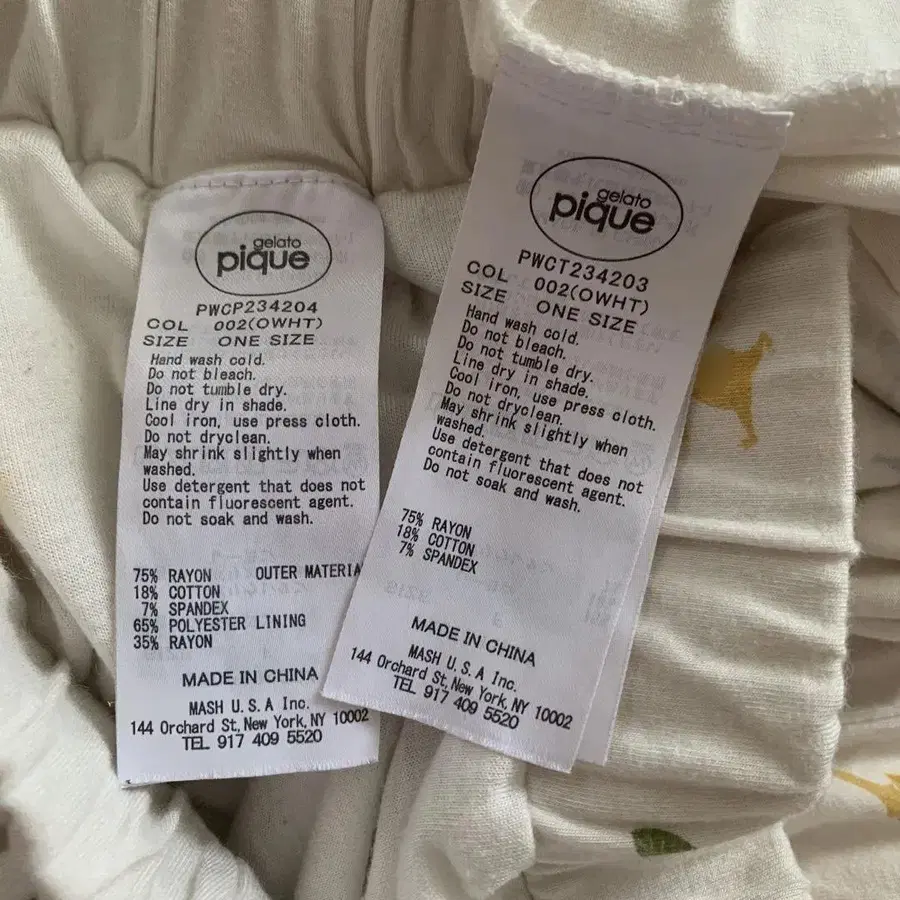 gelato
pique
PWCP234204
COL 002(OWHT)
SIZE ONE SIZE
Hand wash cold.
Do not bleach.
Do not tumble dry.
Line dry in shade.
Cool iron, use press cloth.
Do not dryclean.
May shrink slightly when
washed.
Use detergent that does not
contain fluorescent agent.
Do not soak and wash.
75% RAYON OUTER MATERIA
18% COTTON
7% SPANDEX
65% POLYESTER LINING
35% RAYON
MADE IN CHINA
MASH U.S.A Inc.
144 Orchard St, New York, NY 10002
TEL 917 409 5520
gelato
pique
PWCT234203
COL 002(OWHT)
SIZE ONE SIZE
Hand wash cold.
Do not bleach.
Do not tumble dry.
Line dry in shade.
Cool iron, use press cloth.
Do not dryclean.
May shrink slightly when
washed.
Use detergent that does not
contain fluorescent agent.
Do not soak and wash.
75% RAYON
18% COTTON
7% SPANDEX
MADE IN CHINA
MASH U.S.A Inc.
144 Orchard St, New York, NY 10002
TEL 917 409 5520